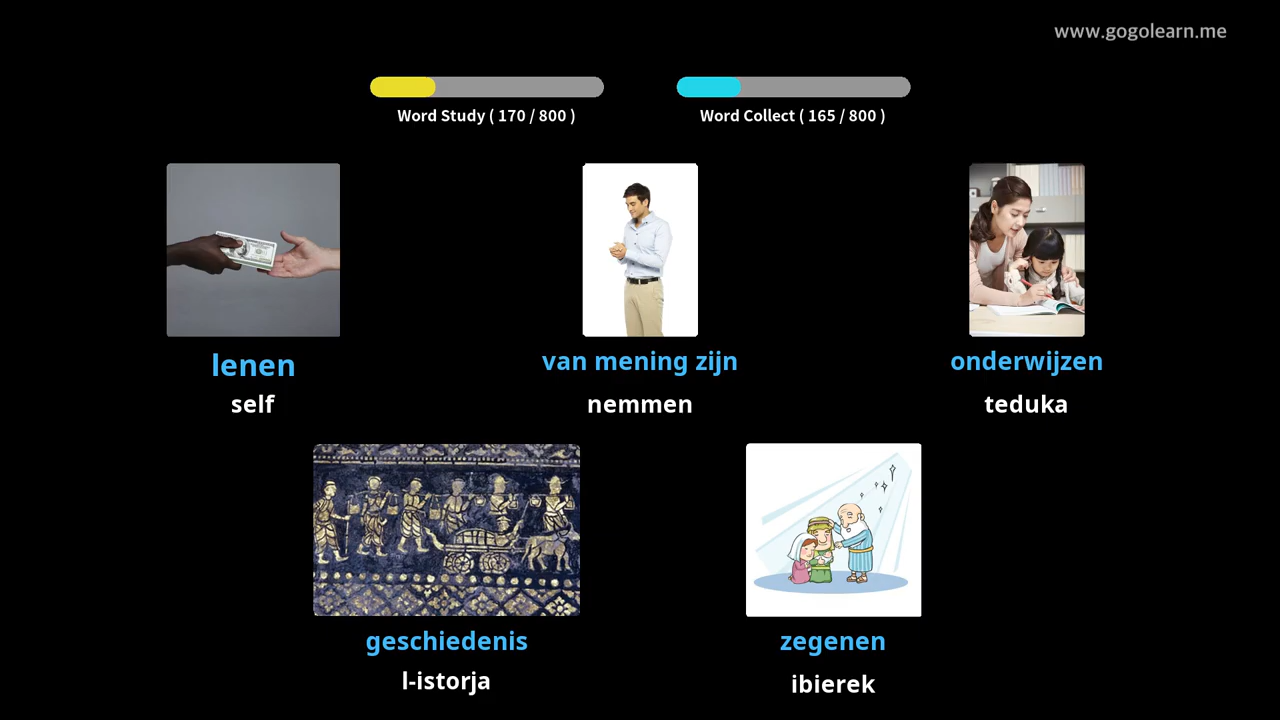 www.gogolearn.me
Word Study ( 170 / 800 )
Word Collect ( 165 / 800 )
lenen
self
van mening zijn
nemmen
onderwijzen
teduka
geschiedenis
l-istorja
zegenen
ibierek